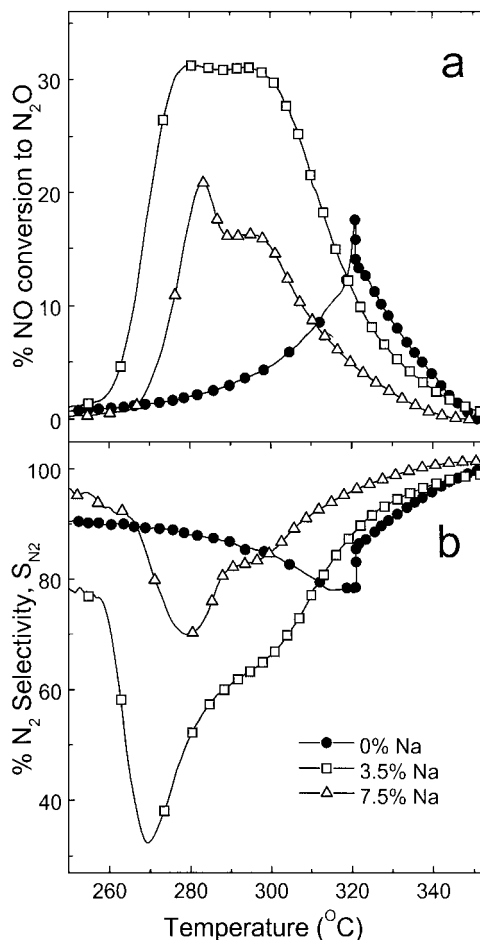 a
% NO conversion to N₂O
30
20
10
0
b
% N₂ Selectivity, S_N2
100
80
60
40
0% Na
3.5% Na
7.5% Na
260 280 300 320 340
Temperature (°C)